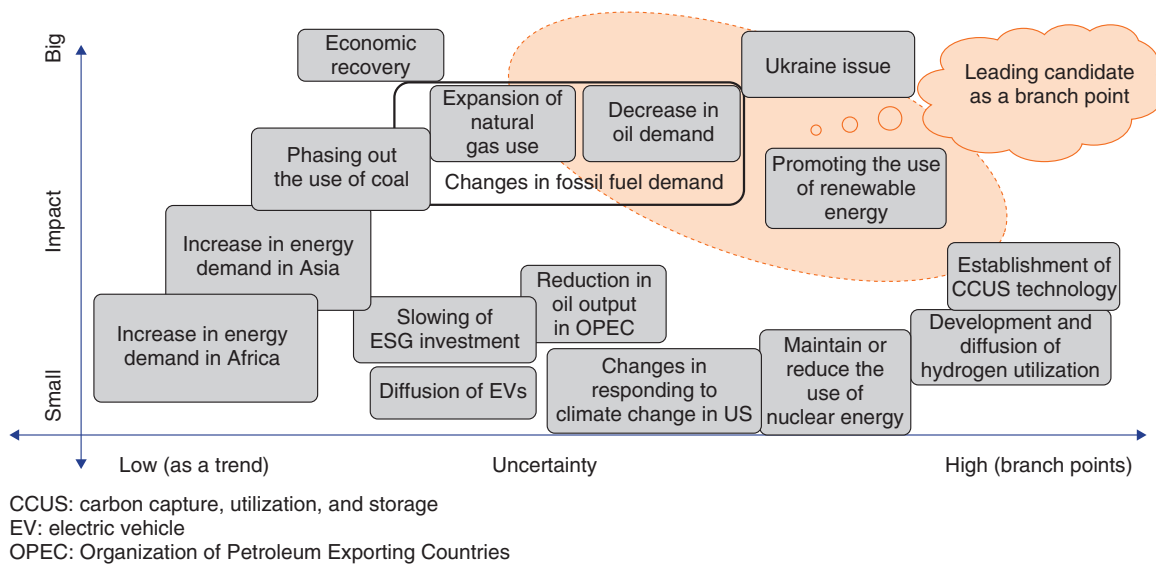 Big
Impact
Small
Economic
recovery
Ukraine issue
Leading candidate
as a branch point
Expansion of
natural
gas use
Decrease in
oil demand
Changes in fossil fuel demand
Phasing out
the use of coal
Promoting the use
of renewable
energy
Increase in energy
demand in Asia
Establishment of
CCUS technology
Reduction in
oil output
in OPEC
Increase in energy
demand in Africa
Slowing of
ESG investment
Development and
diffusion of
hydrogen utilization
Maintain or
reduce the
use of
nuclear energy
Changes in
responding to
climate change in US
Diffusion of EVs
Low (as a trend)
Uncertainty
High (branch points)
CCUS: carbon capture, utilization, and storage
EV: electric vehicle
OPEC: Organization of Petroleum Exporting Countries